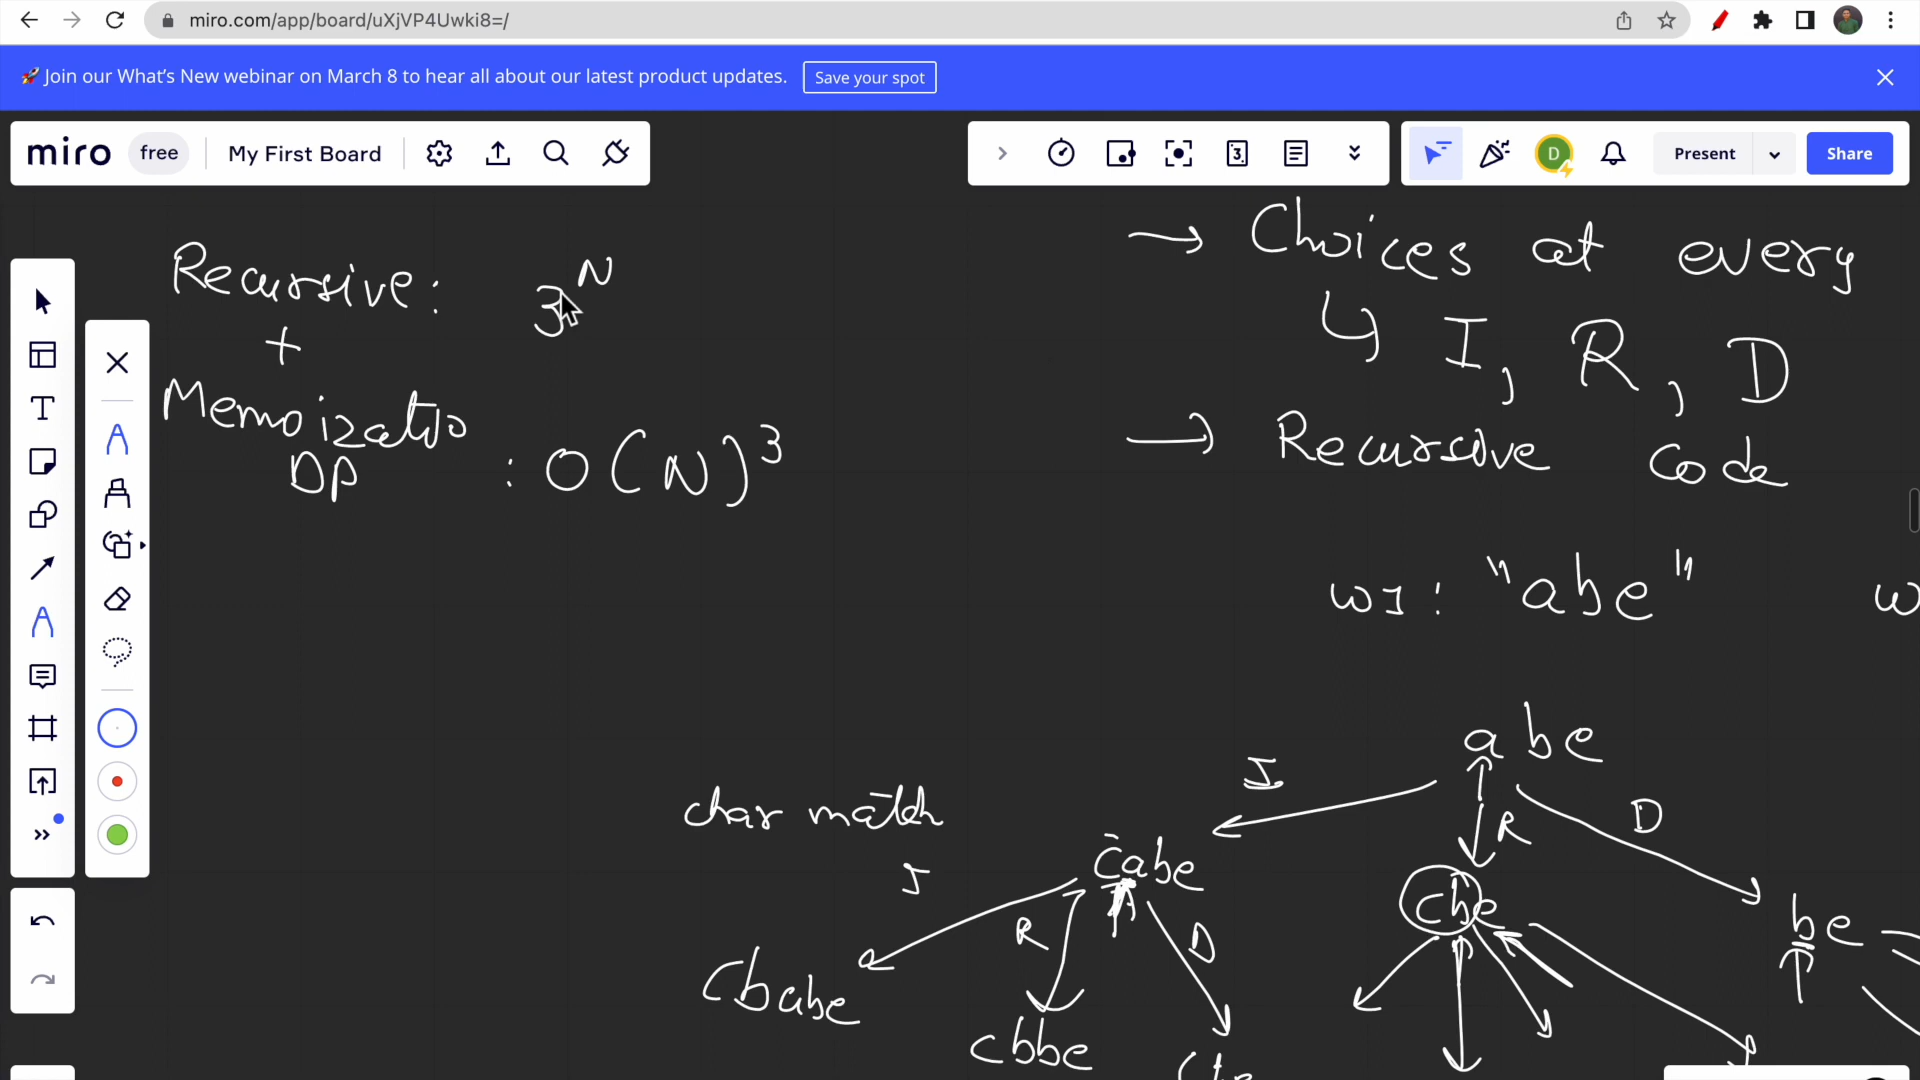 miro.com/app/board/uXjVP4Uwki8=/
🚀 Join our What's New webinar on March 8 to hear all about our latest product updates. Save your spot
miro free My First Board
3
D
Present
Share
→ Choices at every
↳ I, R, D
→ Recursive code
Recursive : 3^N
+
Memoizatio
DP : O(N)^3
w1 : "abe" w
abe
I
R
D
char match
cabe
cbe
be
I
R
D
cbabe
cbbe